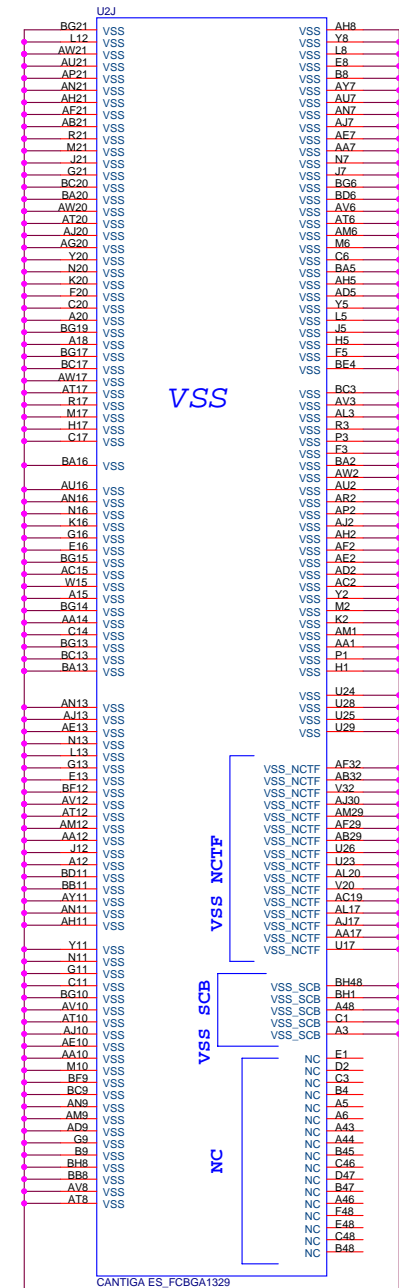 U2J
BG21 VSS VSS AH8
L12 VSS VSS Y8
AW21 VSS VSS L8
AU21 VSS VSS E8
AP21 VSS VSS B8
AN21 VSS VSS AY7
AH21 VSS VSS AU7
AF21 VSS VSS AN7
AB21 VSS VSS AJ7
R21 VSS VSS AE7
M21 VSS VSS AA7
J21 VSS VSS N7
G21 VSS VSS J7
BC20 VSS VSS BG6
BA20 VSS VSS BD6
AW20 VSS VSS AV6
AT20 VSS VSS AT6
AJ20 VSS VSS AM6
AG20 VSS VSS M6
Y20 VSS VSS C6
N20 VSS VSS BA5
K20 VSS VSS AH5
F20 VSS VSS AD5
C20 VSS VSS Y5
A20 VSS VSS L5
BG19 VSS VSS J5
A18 VSS VSS H5
BG17 VSS VSS F5
BC17 VSS VSS BE4
AW17 VSS
AT17 VSS VSS BC3
VSS
R17 VSS VSS AV3
M17 VSS VSS AL3
H17 VSS VSS R3
C17 VSS VSS P3
VSS F3
BA16 VSS VSS BA2
VSS AW2
AU16 VSS VSS AU2
AN16 VSS VSS AR2
N16 VSS VSS AP2
K16 VSS VSS AJ2
G16 VSS VSS AH2
E16 VSS VSS AF2
BG15 VSS VSS AE2
AC15 VSS VSS AD2
W15 VSS VSS AC2
A15 VSS VSS Y2
BG14 VSS VSS M2
AA14 VSS VSS K2
C14 VSS VSS AM1
BG13 VSS VSS AA1
BC13 VSS VSS P1
BA13 VSS VSS H1
VSS U24
AN13 VSS VSS U28
AJ13 VSS VSS U25
AE13 VSS VSS U29
N13 VSS
L13 VSS
G13 VSS VSS_NCTF AF32
E13 VSS VSS_NCTF AB32
BF12 VSS VSS_NCTF V32
AV12 VSS VSS_NCTF AJ30
AT12 VSS VSS_NCTF AM29
AM12 VSS VSS_NCTF AF29
AA12 VSS VSS_NCTF AB29
J12 VSS VSS_NCTF U26
A12 VSS VSS_NCTF U23
BD11 VSS VSS_NCTF AL20
BB11 VSS VSS_NCTF V20
AY11 VSS VSS_NCTF AC19
AN11 VSS VSS_NCTF AL17
AH11 VSS VSS_NCTF AJ17
VSS_NCTF AA17
Y11 VSS VSS_NCTF U17
VSS NCTF
N11 VSS
G11 VSS
C11 VSS VSS_SCB BH48
BG10 VSS VSS_SCB BH1
AV10 VSS VSS_SCB A48
AT10 VSS VSS_SCB C1
AJ10 VSS VSS_SCB A3
VSS SCB
AE10 VSS
AA10 VSS NC E1
M10 VSS NC D2
BF9 VSS NC C3
BC9 VSS NC B4
AN9 VSS NC A5
AM9 VSS NC A6
AD9 VSS NC A43
G9 VSS NC A44
B9 VSS NC B45
BH8 VSS NC C46
BB8 VSS NC D47
AV8 VSS NC B47
AT8 VSS NC A46
NC F48
NC E48
NC C48
NC B48
NC
CANTIGA ES_FCBGA1329